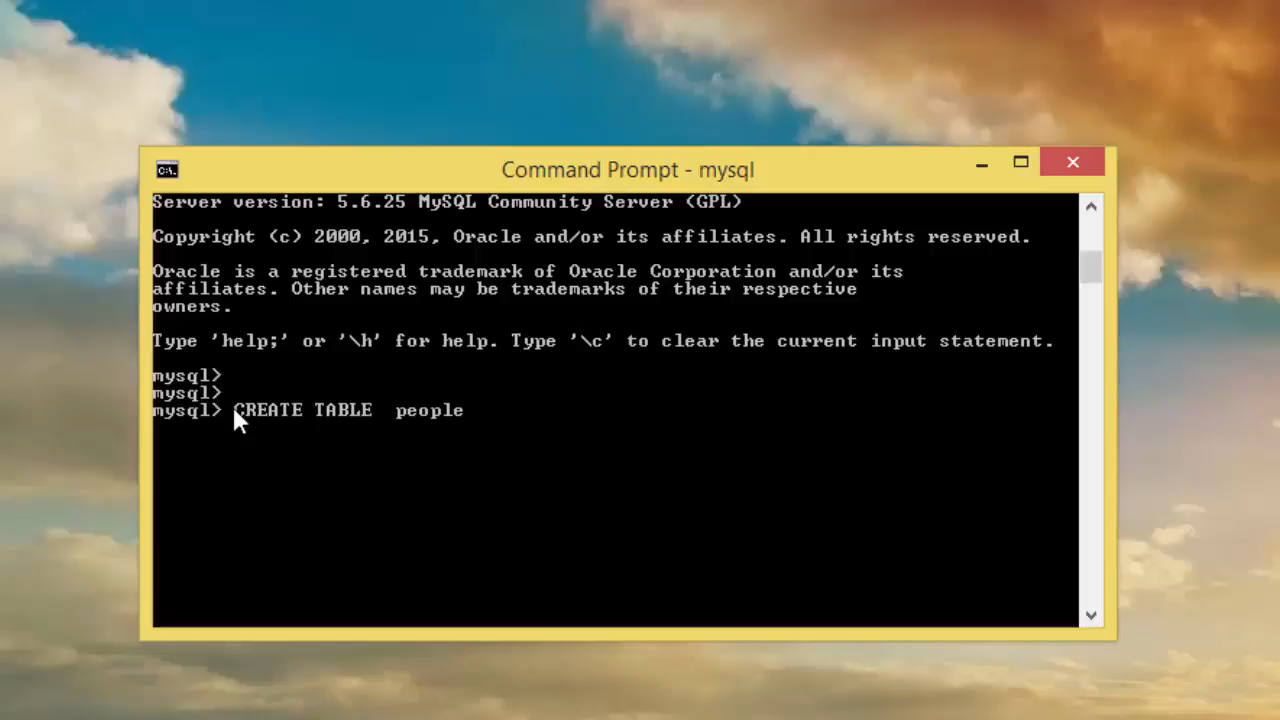 C:\.
Command Prompt - mysql
Server version: 5.6.25 MySQL Community Server (GPL)
Copyright (c) 2000, 2015, Oracle and/or its affiliates. All rights reserved.
Oracle is a registered trademark of Oracle Corporation and/or its
affiliates. Other names may be trademarks of their respective
owners.
Type 'help;' or '\h' for help. Type '\c' to clear the current input statement.
mysql>
mysql>
mysql> CREATE TABLE  people